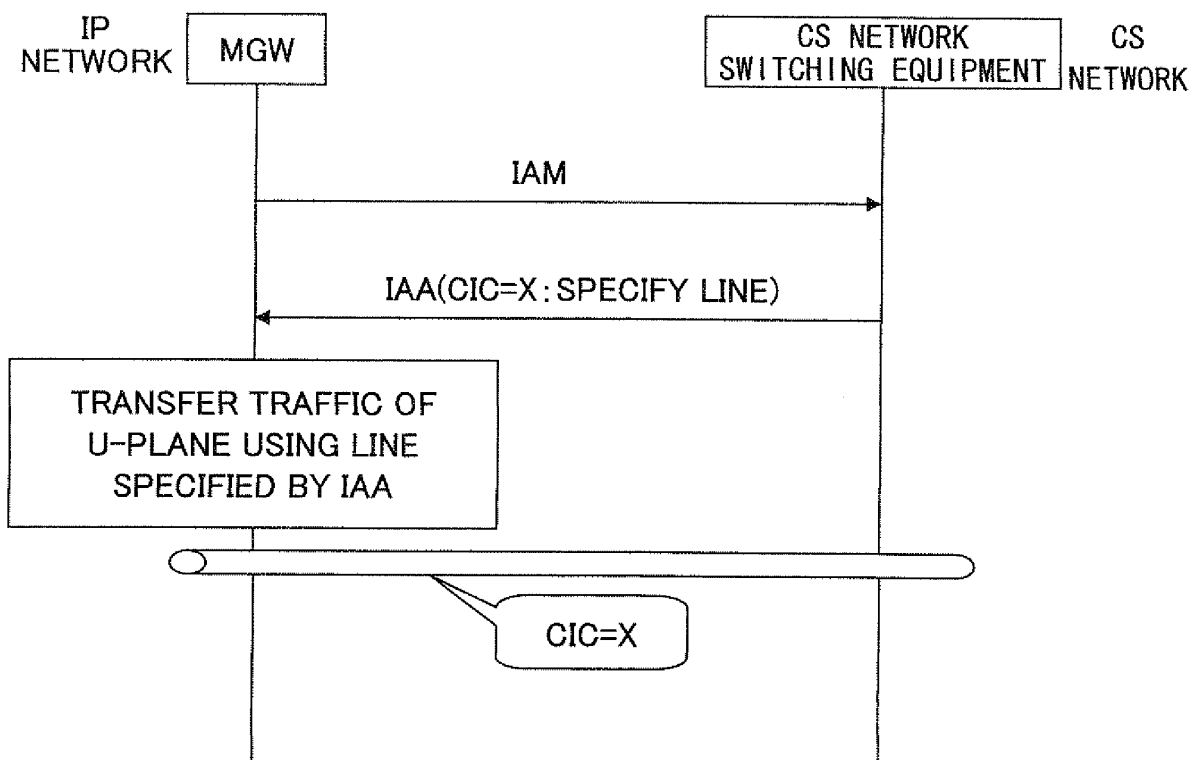 IP
NETWORK
MGW
CS NETWORK
SWITCHING EQUIPMENT
CS
NETWORK
IAM
IAA(CIC=X:SPECIFY LINE)
TRANSFER TRAFFIC OF
U-PLANE USING LINE
SPECIFIED BY IAA
CIC=X